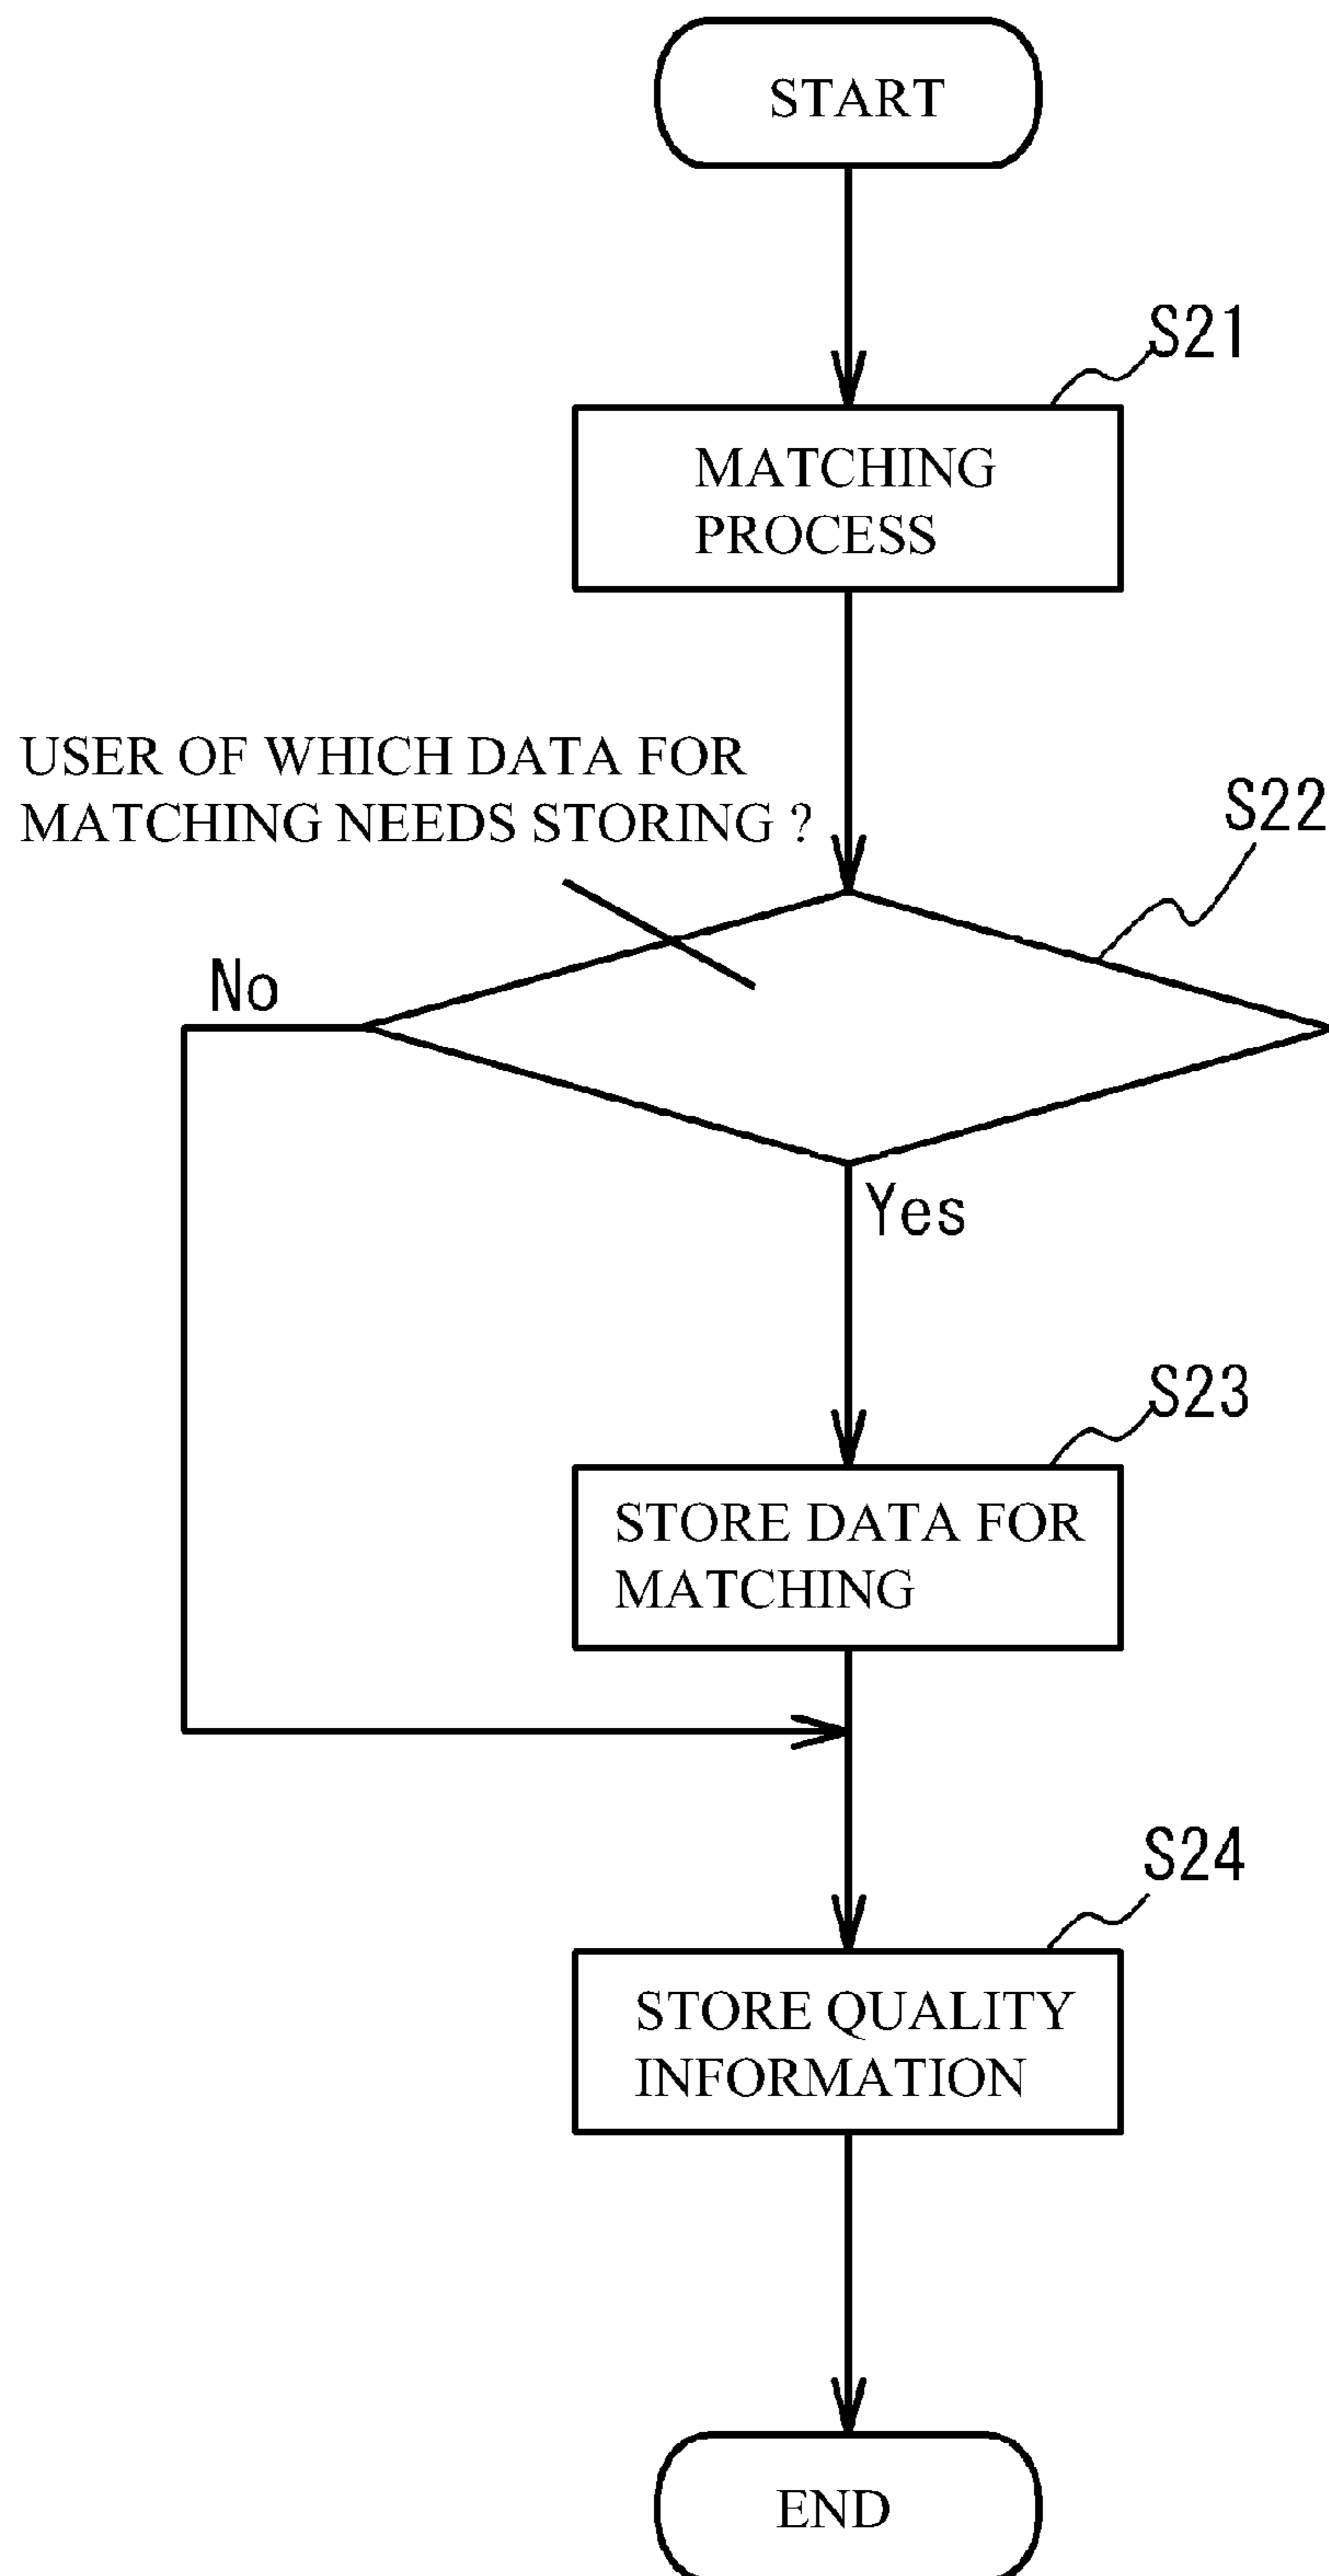 START
S21
MATCHING
PROCESS
USER OF WHICH DATA FOR
MATCHING NEEDS STORING ?
S22
No
Yes
S23
STORE DATA FOR
MATCHING
S24
STORE QUALITY
INFORMATION
END